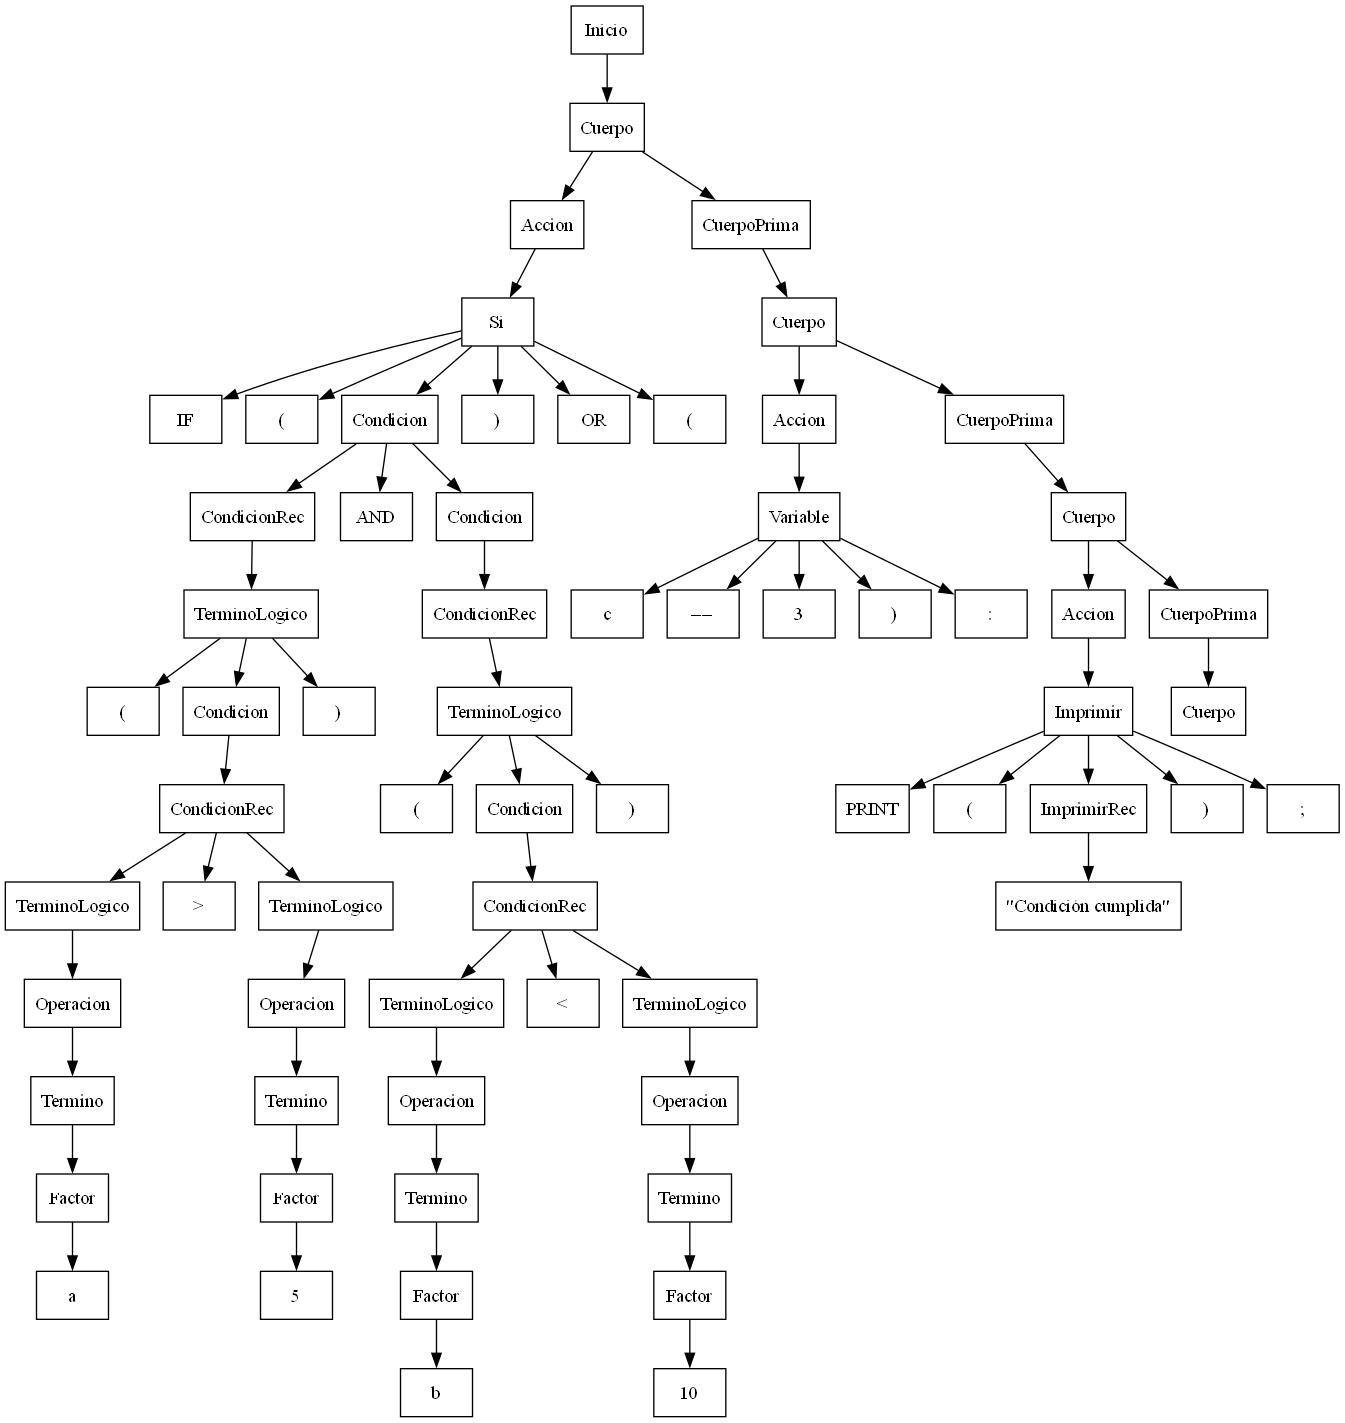 Inicio
Cuerpo
Accion CuerpoPrima
Si Cuerpo
IF ( Condicion ) OR ( Accion CuerpoPrima
CondicionRec AND Condicion Variable Cuerpo
TerminoLogico CondicionRec c == 3 ) : Accion CuerpoPrima
( Condicion ) TerminoLogico Imprimir Cuerpo
CondicionRec ( Condicion ) PRINT ( ImprimirRec ) ;
TerminoLogico > TerminoLogico CondicionRec "Condición cumplida"
Operacion Operacion TerminoLogico < TerminoLogico
Termino Termino Operacion Operacion
Factor Factor Termino Termino
a 5 Factor Factor
b 10